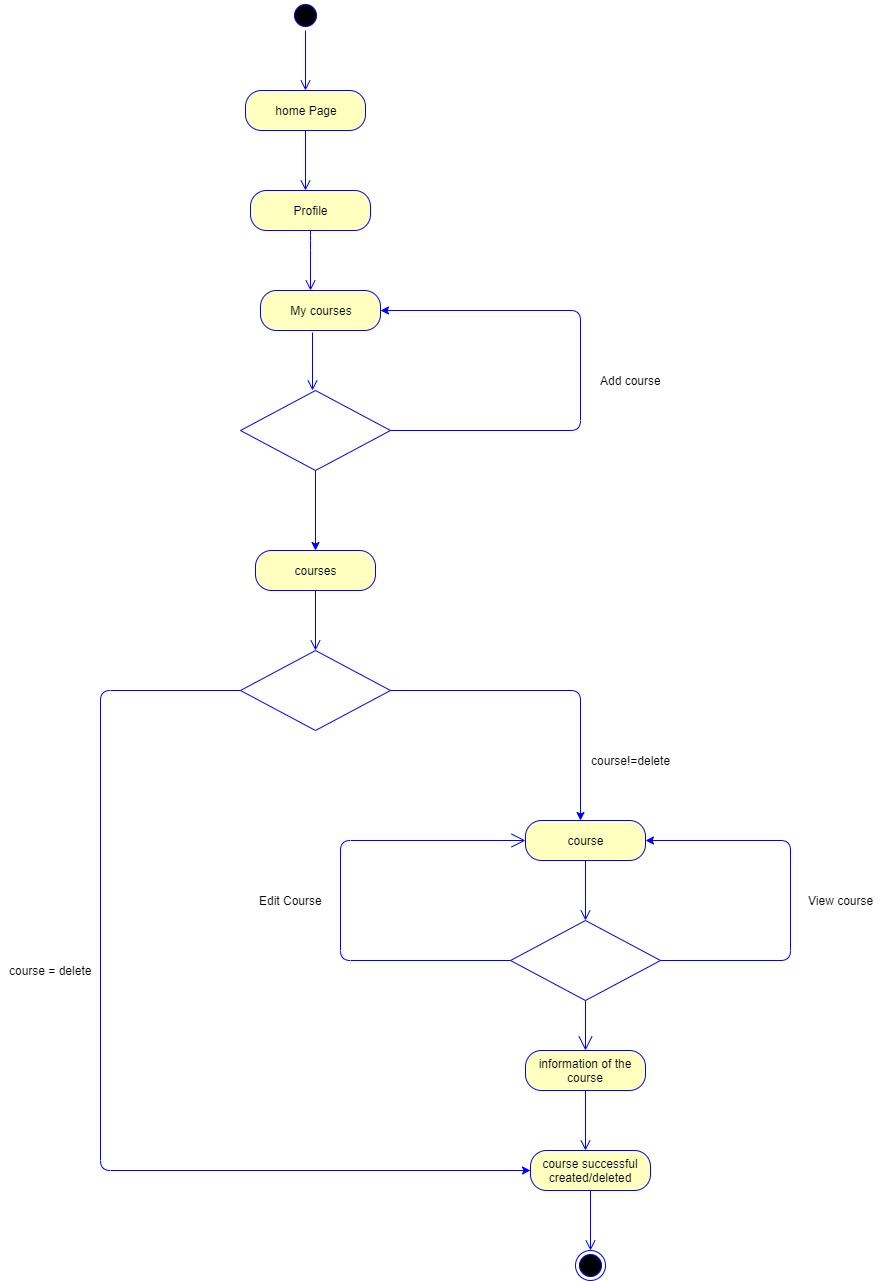 home Page
Profile
My courses
Add course
courses
course!=delete
course
Edit Course
View course
course = delete
information of the
course
course successful
created/deleted